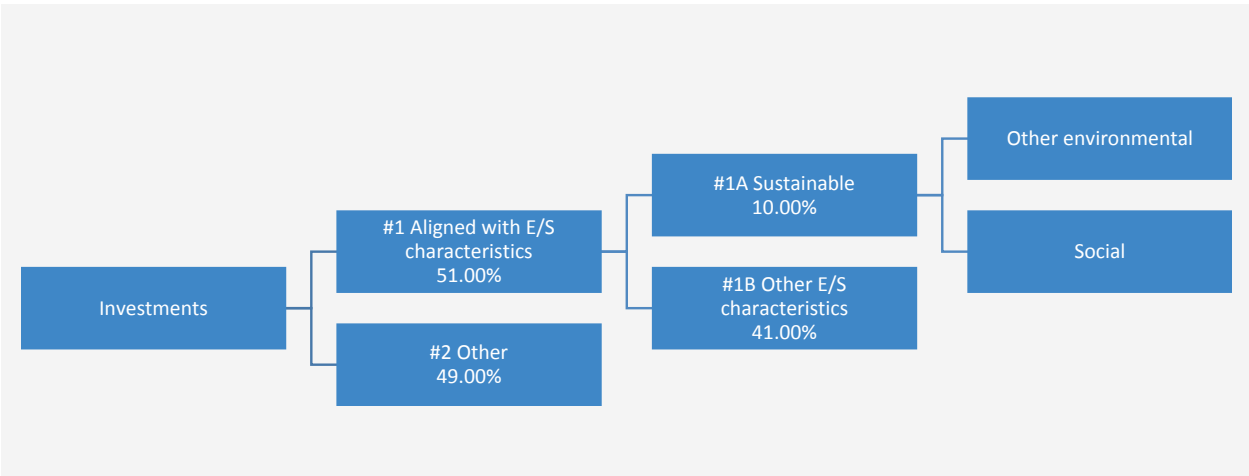 Investments
#1 Aligned with E/S
characteristics
51.00%
#2 Other
49.00%
#1A Sustainable
10.00%
#1B Other E/S
characteristics
41.00%
Other environmental
Social